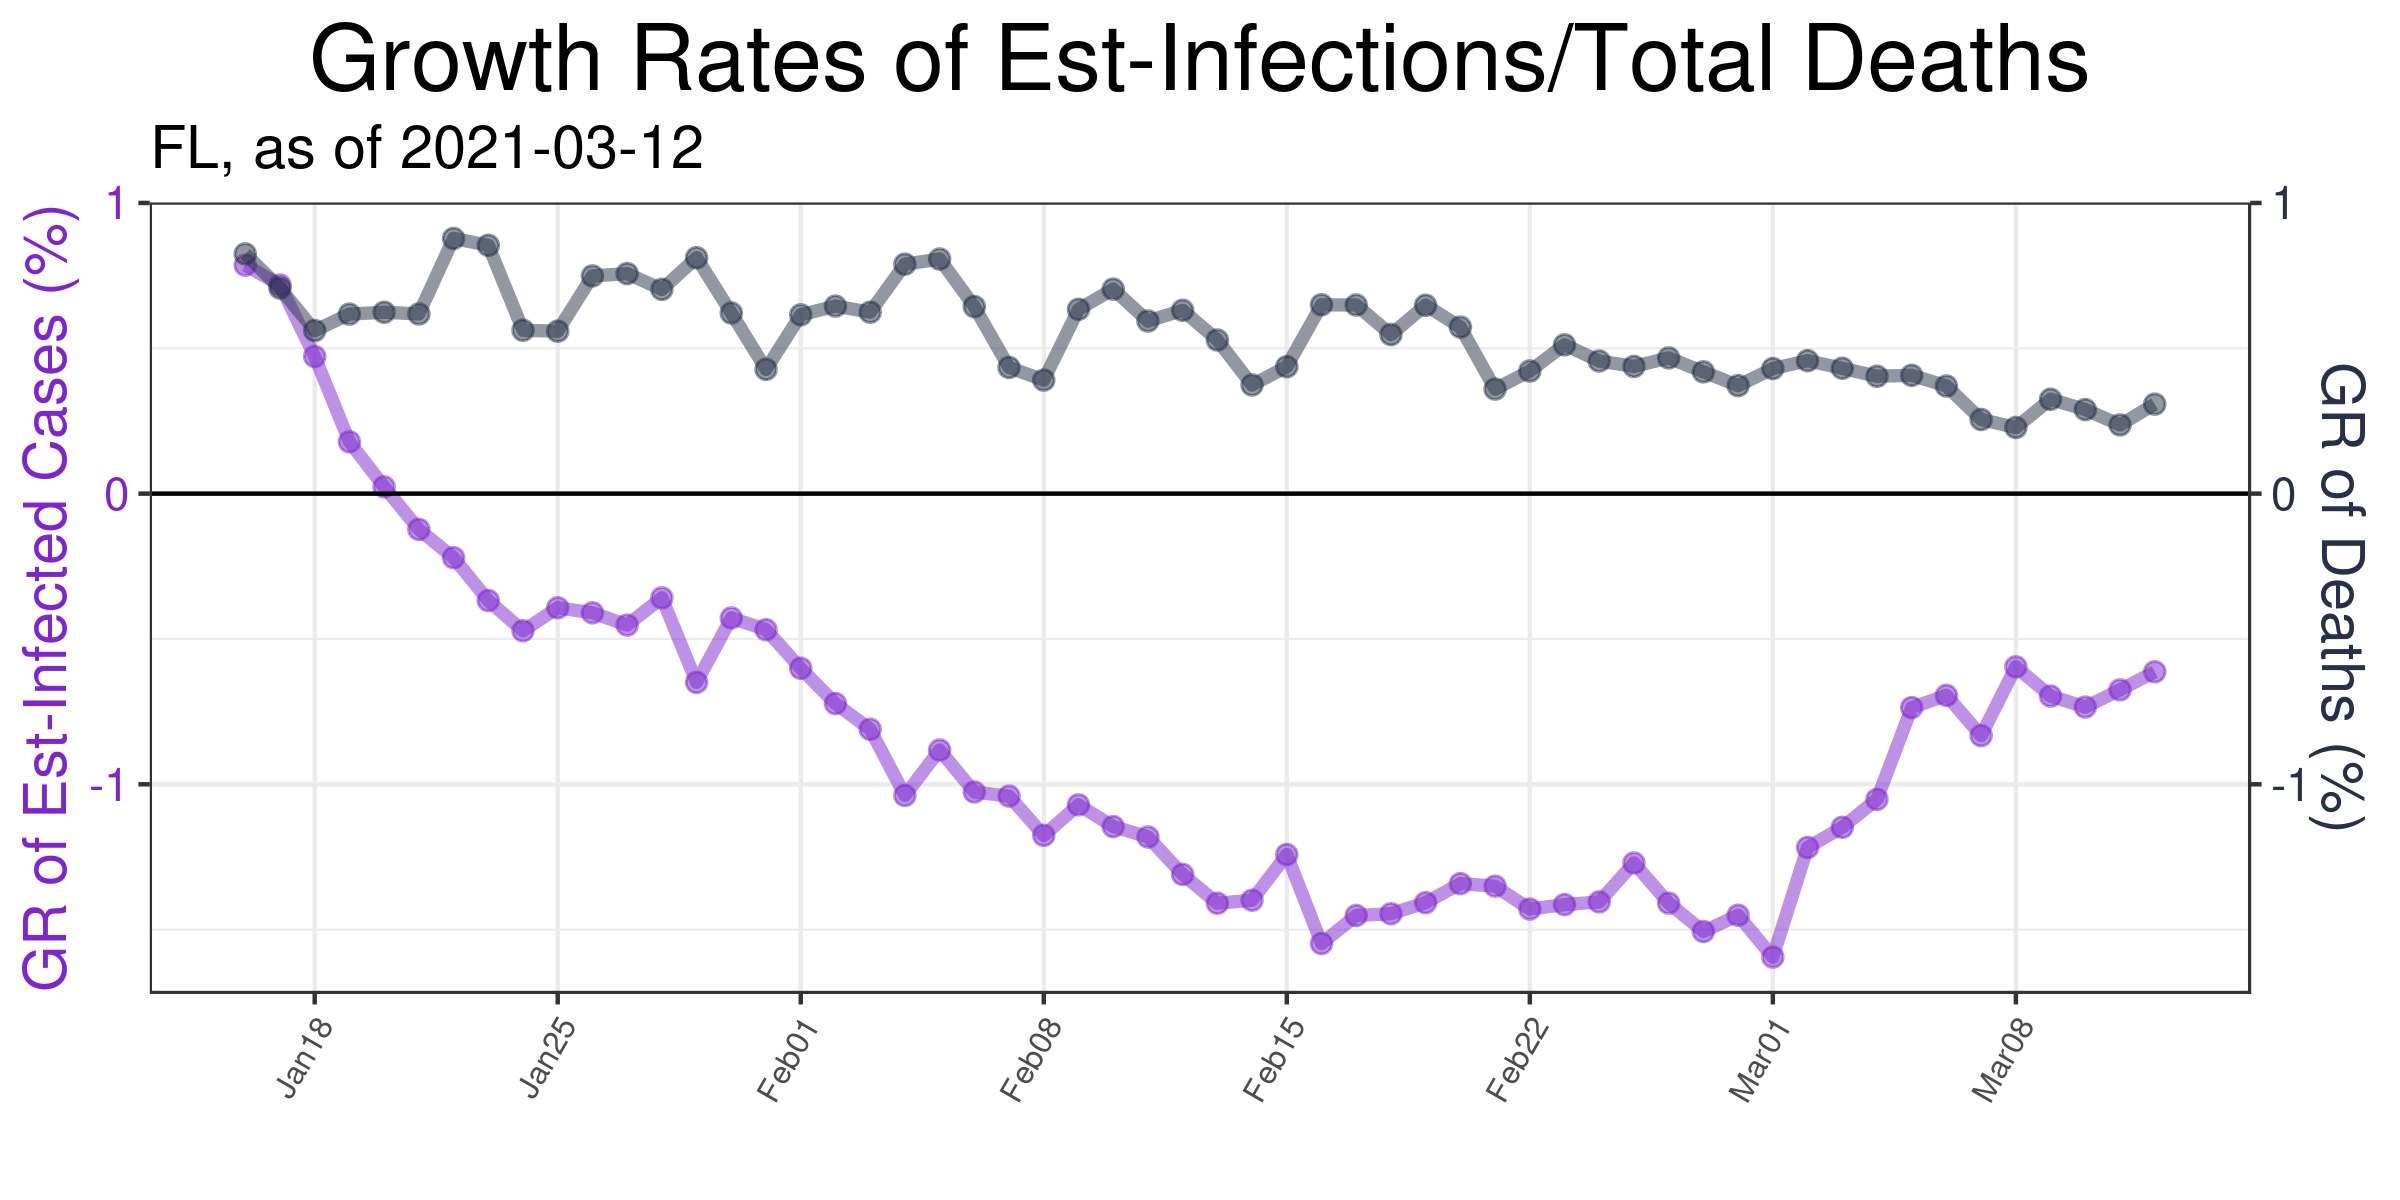 Growth Rates of Est-Infections/Total Deaths
FL, as of 2021-03-12
GR of Est-Infected Cases (%)
1
0
-1
1
0
-1
GR of Deaths (%)
Jan18
Jan25
Feb01
Feb08
Feb15
Feb22
Mar01
Mar08